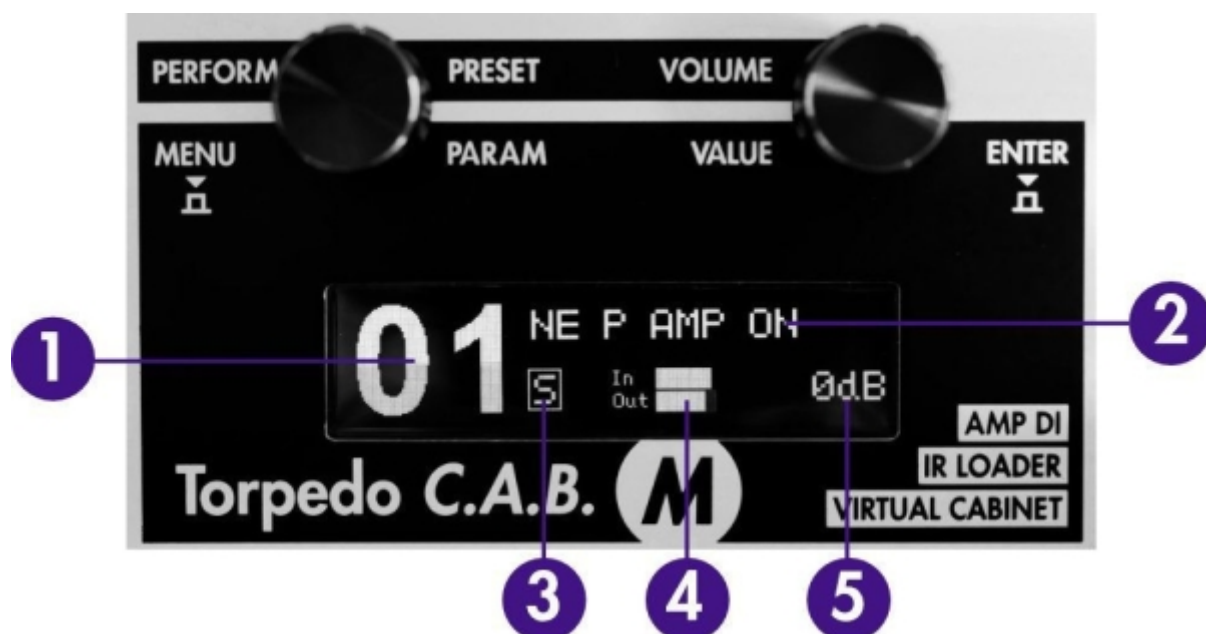 PERFORM PRESET VOLUME
MENU PARAM VALUE ENTER
01 NE P AMP ON
S In 0dB
Out
AMP DI
IR LOADER
VIRTUAL CABINET
Torpedo C.A.B. M
1
2
3 4 5